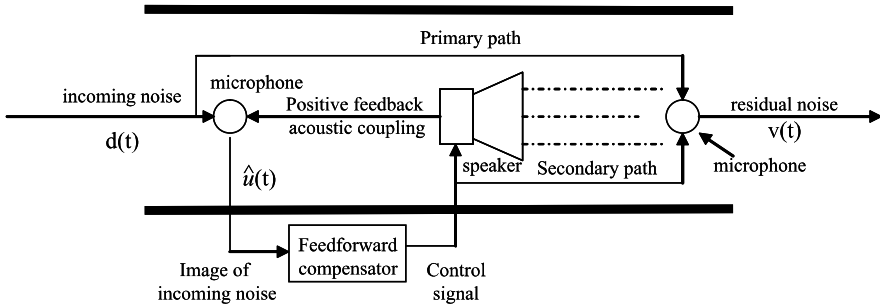 Primary path
microphone
incoming noise
d(t)
Positive feedback
acoustic coupling
residual noise
v(t)
speaker
Secondary path
microphone
û(t)
Feedforward
compensator
Image of
incoming noise
Control
signal